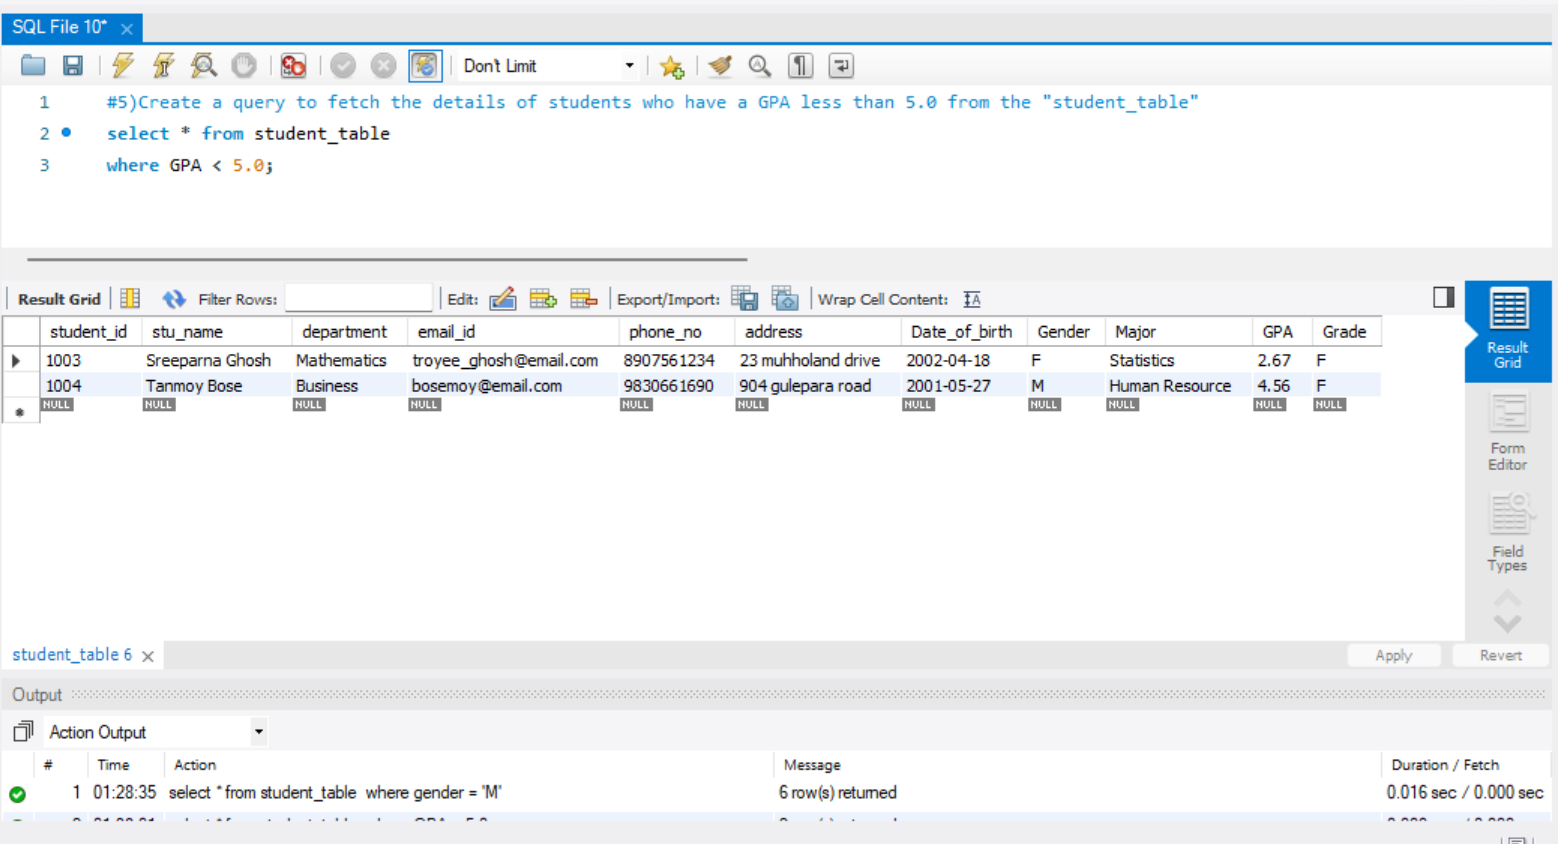 SQL File 10*
Don't Limit
1 #5)Create a query to fetch the details of students who have a GPA less than 5.0 from the "student_table"
2 select * from student_table
3 where GPA < 5.0;
Result Grid Filter Rows: Edit: Export/Import: Wrap Cell Content:
student_id stu_name department email_id phone_no address Date_of_birth Gender Major GPA Grade
1003 Sreeparna Ghosh Mathematics troyee_ghosh@email.com 8907561234 23 muhholand drive 2002-04-18 F Statistics 2.67 F
1004 Tanmoy Bose Business bosemoy@email.com 9830661690 904 gulepara road 2001-05-27 M Human Resource 4.56 F
NULL NULL NULL NULL NULL NULL NULL NULL NULL NULL NULL
Result
Grid
Form
Editor
Field
Types
student_table 6
Apply Revert
Output
Action Output
# Time Action Message Duration / Fetch
1 01:28:35 select * from student_table where gender = 'M' 6 row(s) returned 0.016 sec / 0.000 sec